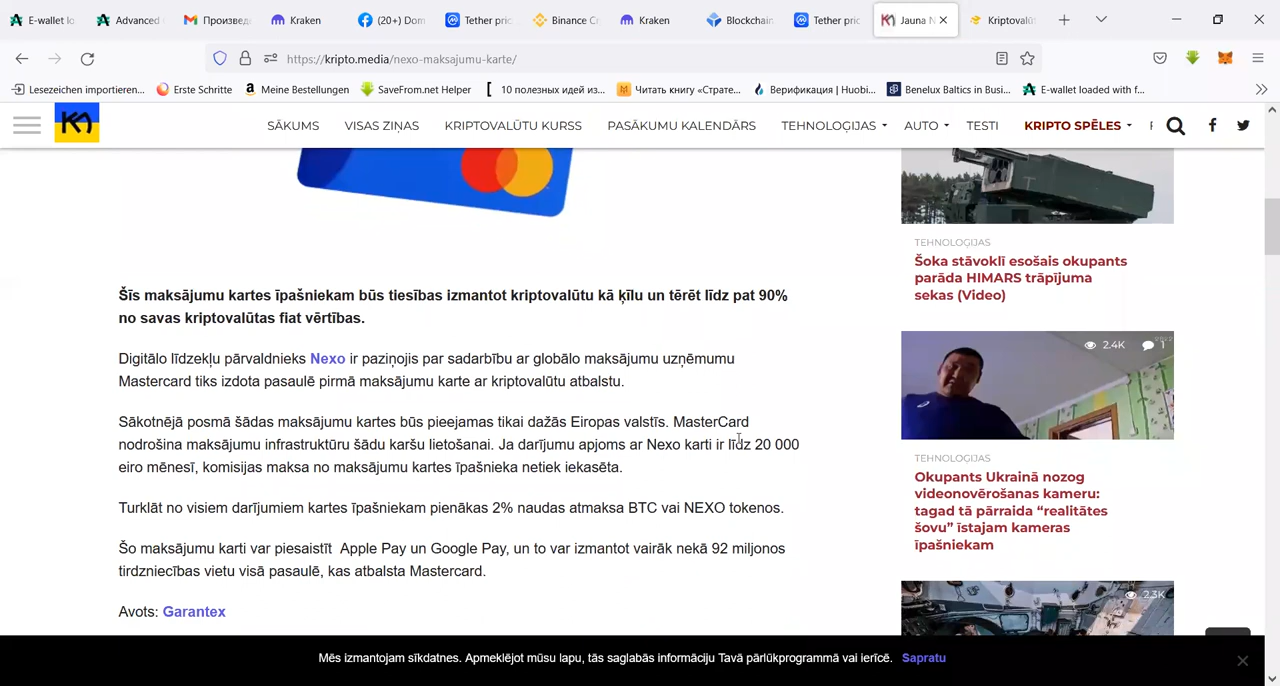 E-wallet lo
Advanced
Произвед
Kraken
(20+) Dom
Tether pric
Binance Cr
Kraken
Blockchain
Tether pric
Jauna N
Kriptovalūt
https://kripto.media/nexo-maksajumu-karte/
Lesezeichen importieren...
Erste Schritte
Meine Bestellungen
SaveFrom.net Helper
10 полезных идей из...
Читать книгу «Страте...
Верификация | Huobi...
Benelux Baltics in Busi...
E-wallet loaded with f...
SĀKUMS
VISAS ZIŅAS
KRIPTOVALŪTU KURSS
PASĀKUMU KALENDĀRS
TEHNOLOĢIJAS
AUTO
TESTI
KRIPTO SPĒLES
Šīs maksājumu kartes īpašniekam būs tiesības izmantot kriptovalūtu kā ķīlu un tērēt līdz pat 90%
no savas kriptovalūtas fiat vērtības.
Digitālo līdzekļu pārvaldnieks Nexo ir paziņojis par sadarbību ar globālo maksājumu uzņēmumu
Mastercard tiks izdota pasaulē pirmā maksājumu karte ar kriptovalūtu atbalstu.
Sākotnējā posmā šādas maksājumu kartes būs pieejamas tikai dažās Eiropas valstīs. MasterCard
nodrošina maksājumu infrastruktūru šādu karšu lietošanai. Ja darījumu apjoms ar Nexo karti ir līdz 20 000
eiro mēnesī, komisijas maksa no maksājumu kartes īpašnieka netiek iekasēta.
Turklāt no visiem darījumiem kartes īpašniekam pienākas 2% naudas atmaksa BTC vai NEXO tokenos.
Šo maksājumu karti var piesaistīt Apple Pay un Google Pay, un to var izmantot vairāk nekā 92 miljonos
tirdzniecības vietu visā pasaulē, kas atbalsta Mastercard.
Avots: Garantex
TEHNOLOĢIJAS
Šoka stāvoklī esošais okupants
parāda HIMARS trāpījuma
sekas (Video)
2.4K
1
TEHNOLOĢIJAS
Okupants Ukrainā nozog
videonovērošanas kameru:
tagad tā pārraida “realitātes
šovu” īstajam kameras
īpašniekam
2.3K
Mēs izmantojam sīkdatnes. Apmeklējot mūsu lapu, tās saglabās informāciju Tavā pārlūkprogrammā vai ierīcē. Sapratu